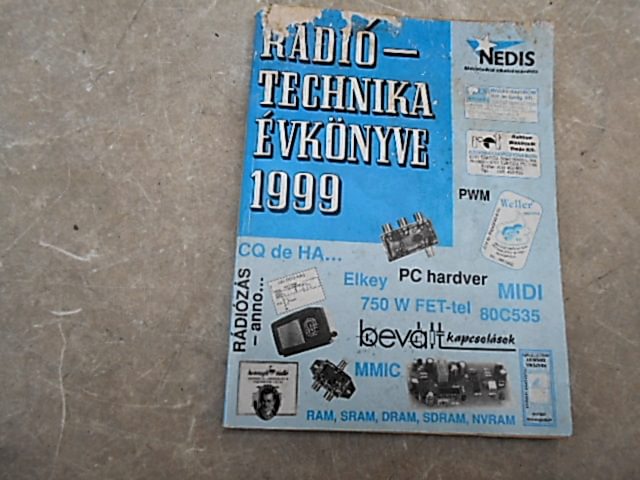 RÁDIÓ—
TECHNIKA
ÉVKÖNYVE
1999
NEDIS
PWM
Weller
CQ de HA...
RÁDIÓZÁS
– anno...
Elkey
PC hardver
MIDI
750 W FET-tel
80C535
bevált kapcsolások
MMIC
RAM, SRAM, DRAM, SDRAM, NVRAM